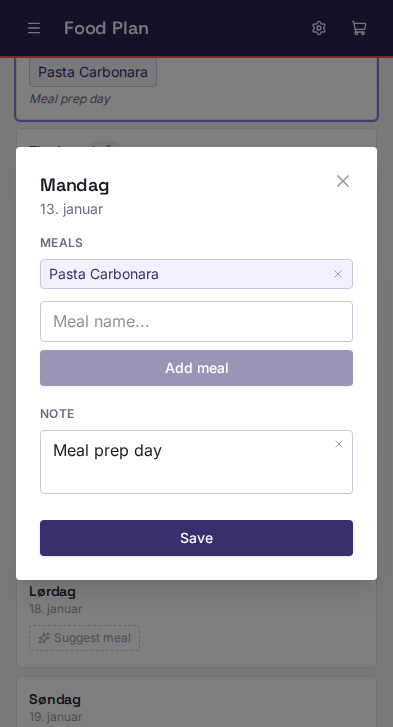 Food Plan
Pasta Carbonara
Meal prep day
Mandag
13. januar
MEALS
Pasta Carbonara
Meal name...
Add meal
NOTE
Meal prep day
Save
Lørdag
18. januar
Suggest meal
Søndag
19. januar